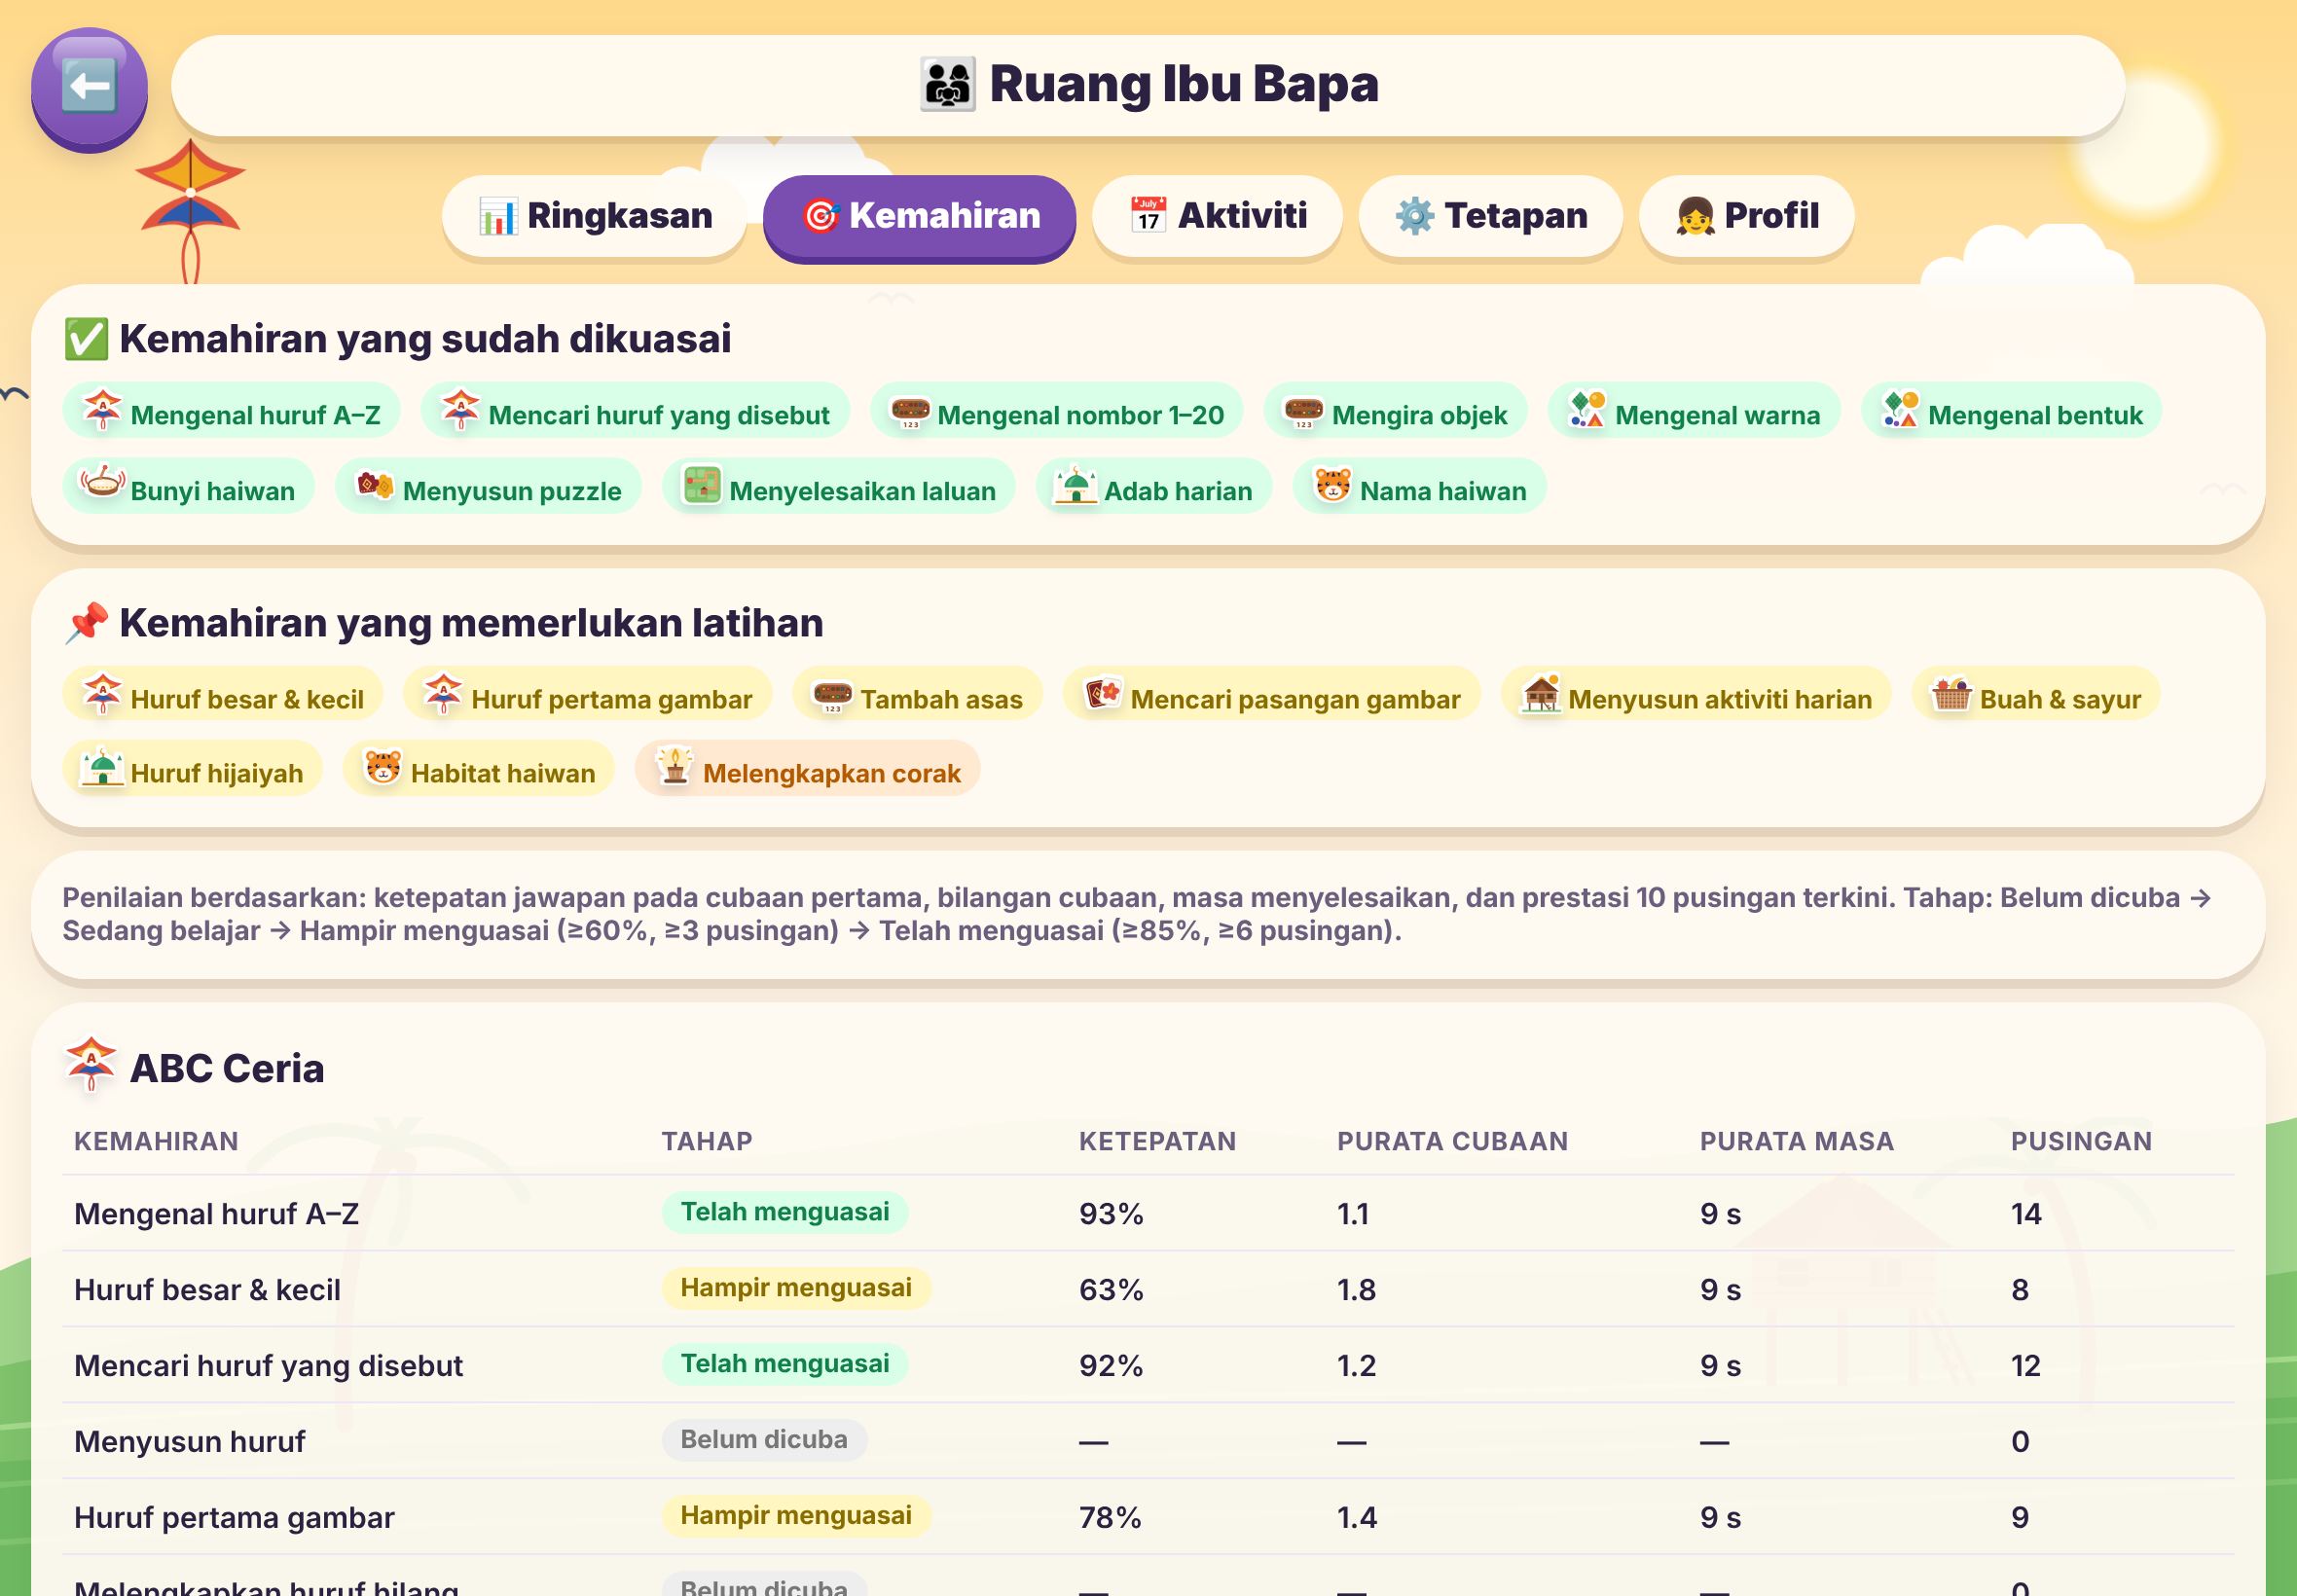 Ruang Ibu Bapa
Ringkasan
Kemahiran
Aktiviti
Tetapan
Profil
Kemahiran yang sudah dikuasai
Mengenal huruf A–Z
Mencari huruf yang disebut
Mengenal nombor 1–20
Mengira objek
Mengenal warna
Mengenal bentuk
Bunyi haiwan
Menyusun puzzle
Menyelesaikan laluan
Adab harian
Nama haiwan
Kemahiran yang memerlukan latihan
Huruf besar & kecil
Huruf pertama gambar
Tambah asas
Mencari pasangan gambar
Menyusun aktiviti harian
Buah & sayur
Huruf hijaiyah
Habitat haiwan
Melengkapkan corak
Penilaian berdasarkan: ketepatan jawapan pada cubaan pertama, bilangan cubaan, masa menyelesaikan, dan prestasi 10 pusingan terkini. Tahap: Belum dicuba →
Sedang belajar → Hampir menguasai (≥60%, ≥3 pusingan) → Telah menguasai (≥85%, ≥6 pusingan).
ABC Ceria
KEMAHIRAN TAHAP KETEPATAN PURATA CUBAAN PURATA MASA PUSINGAN
Mengenal huruf A–Z Telah menguasai 93% 1.1 9 s 14
Huruf besar & kecil Hampir menguasai 63% 1.8 9 s 8
Mencari huruf yang disebut Telah menguasai 92% 1.2 9 s 12
Menyusun huruf Belum dicuba — — — 0
Huruf pertama gambar Hampir menguasai 78% 1.4 9 s 9
Melengkapkan huruf hilang Belum dicuba — — — 0